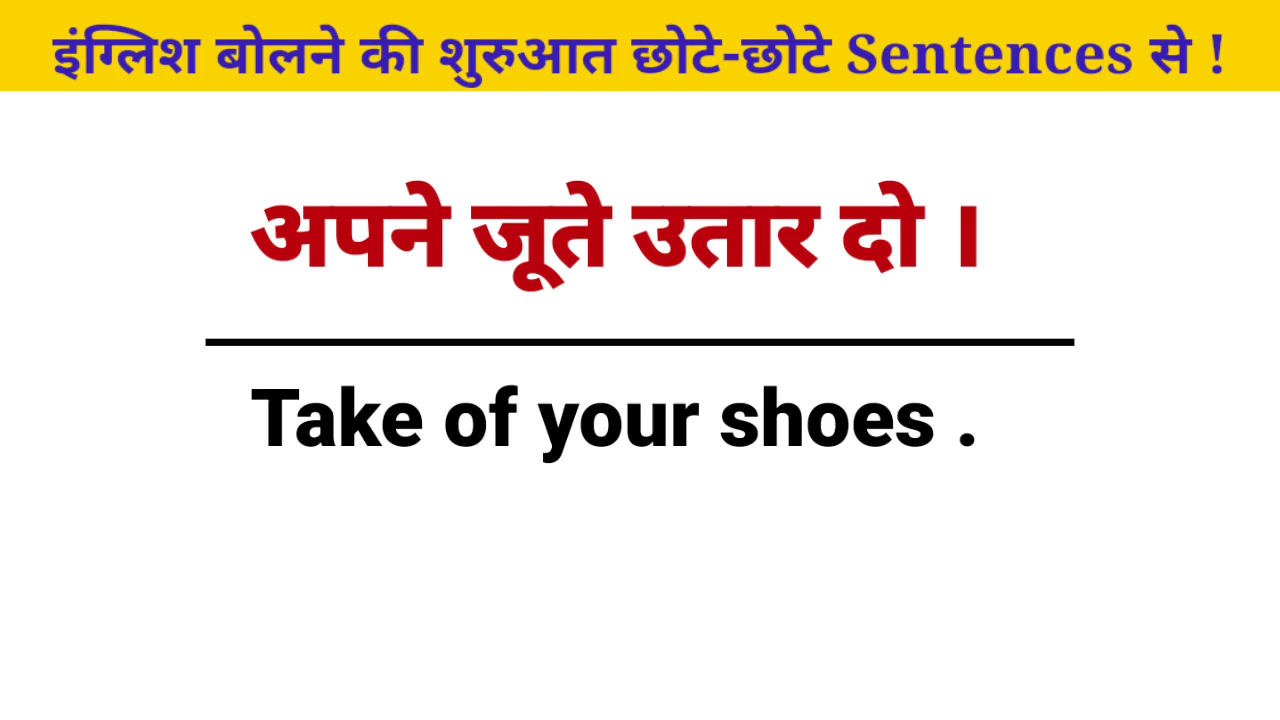 इंग्लिश बोलने की शुरुआत छोटे-छोटे Sentences से !
अपने जूते उतार दो ।
Take of your shoes .